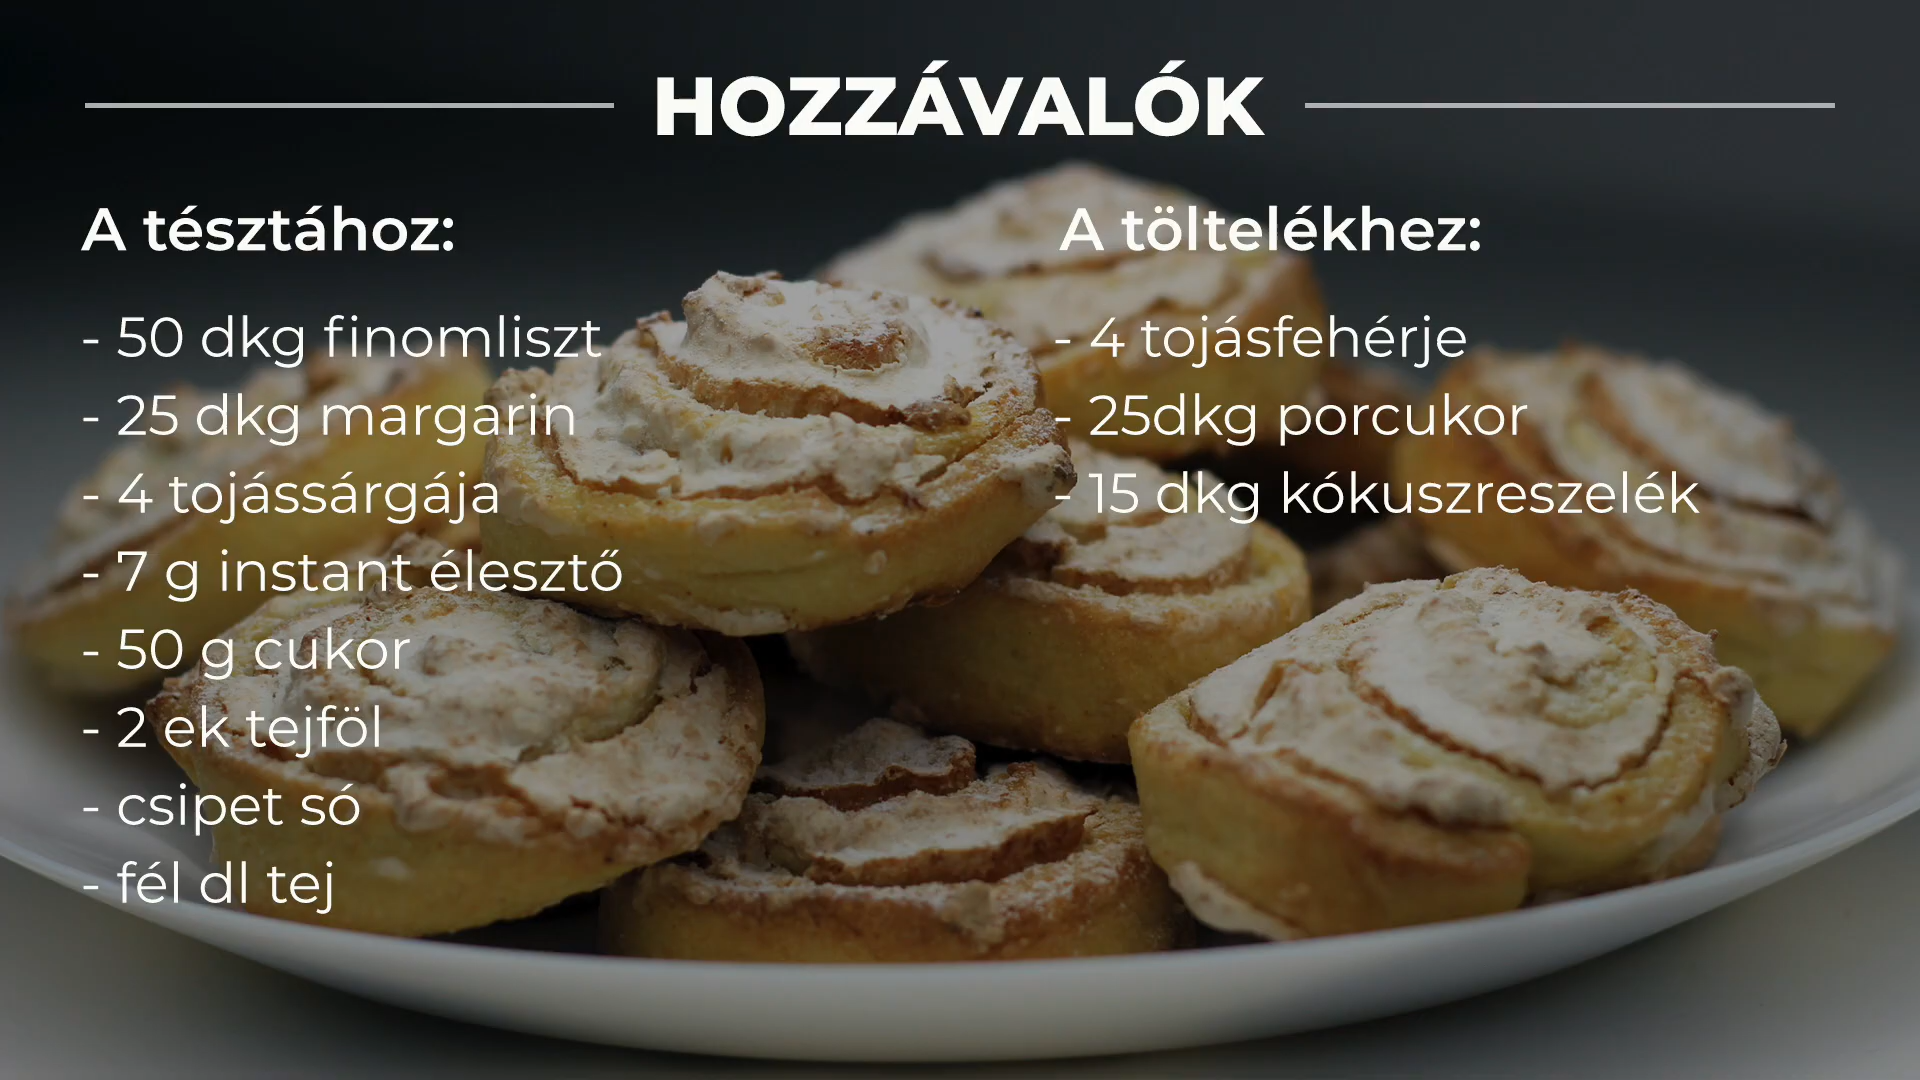 HOZZÁVALÓK
A tésztához:
- 50 dkg finomliszt
- 25 dkg margarin
- 4 tojássárgája
- 7 g instant élesztő
- 50 g cukor
- 2 ek tejföl
- csipet só
- fél dl tej
A töltelékhez:
- 4 tojásfehérje
- 25dkg porcukor
- 15 dkg kókuszreszelék